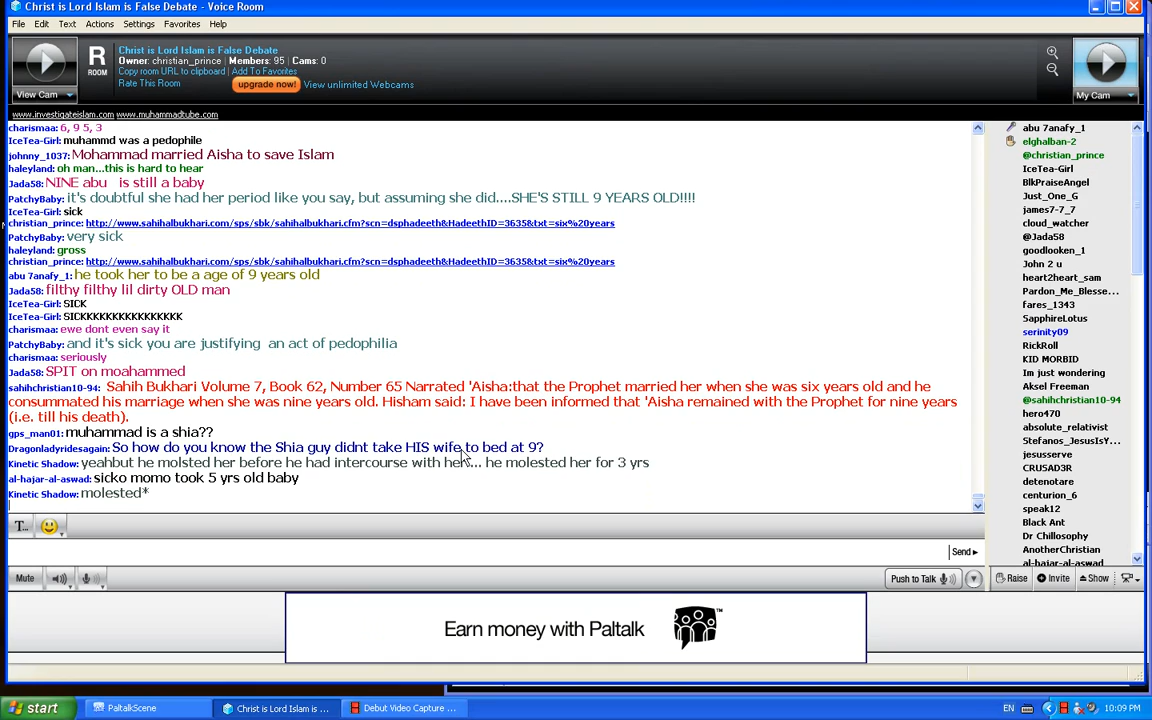 Christ is Lord Islam is False Debate - Voice Room
File Edit Text Actions Settings Favorites Help
View Cam
R
ROOM
Christ is Lord Islam is False Debate
Owner: christian_prince | Members: 95 | Cams: 0
Copy room URL to clipboard | Add To Favorites
Rate This Room
upgrade now! View unlimited Webcams
My Cam
www.investigateislam.com www.muhammadtube.com
charismaa: 6, 9 5, 3
IceTea-Girl: muhammd was a pedophile
johnny_1037: Mohammad married Aisha to save Islam
haleyland: oh man...this is hard to hear
Jada58: NINE abu is still a baby
PatchyBaby: it's doubtful she had her period like you say, but assuming she did....SHE'S STILL 9 YEARS OLD!!!!
IceTea-Girl: sick
christian_prince: http://www.sahihalbukhari.com/sps/sbk/sahihalbukhari.cfm?scn=dsphadeeth&HadeethID=3635&txt=six%20years
PatchyBaby: very sick
haleyland: gross
christian_prince: http://www.sahihalbukhari.com/sps/sbk/sahihalbukhari.cfm?scn=dsphadeeth&HadeethID=3635&txt=six%20years
abu 7anafy_1: he took her to be a age of 9 years old
Jada58: filthy filthy lil dirty OLD man
IceTea-Girl: SICK
IceTea-Girl: SICKKKKKKKKKKKKKKKK
charismaa: ewe dont even say it
PatchyBaby: and it's sick you are justifying an act of pedophilia
charismaa: seriously
Jada58: SPIT on moahammed
sahihchristian10-94: Sahih Bukhari Volume 7, Book 62, Number 65 Narrated 'Aisha:that the Prophet married her when she was six years old and he
consummated his marriage when she was nine years old. Hisham said: I have been informed that 'Aisha remained with the Prophet for nine years
(i.e. till his death).
gps_man01: muhammad is a shia??
Dragonladyridesagain: So how do you know the Shia guy didnt take HIS wife to bed at 9?
Kinetic Shadow: yeahbut he molsted her before he had intercourse with her... he molested her for 3 yrs
al-hajar-al-aswad: sicko momo took 5 yrs old baby
Kinetic Shadow: molested*
abu 7anafy_1
elghalban-2
@christian_prince
IceTea-Girl
BlkPraiseAngel
Just_One_G
james7-7_7
cloud_watcher
@Jada58
goodlooken_1
John 2 u
heart2heart_sam
Pardon_Me_Blesse...
fares_1343
SapphireLotus
serinity09
RickRoll
KID MORBID
Im just wondering
Aksel Freeman
@sahihchristian10-94
hero470
absolute_relativist
Stefanos_JesusIsY...
jesuserve
CRUSAD3R
detenotare
centurion_6
speak12
Black Ant
Dr Chillosophy
AnotherChristian
al-hajar-al-aswad
T...
Send
Mute
Push to Talk
Raise Invite Show
Earn money with Paltalk
start PaltalkScene Christ is Lord Islam is ... Debut Video Capture ... EN 10:09 PM